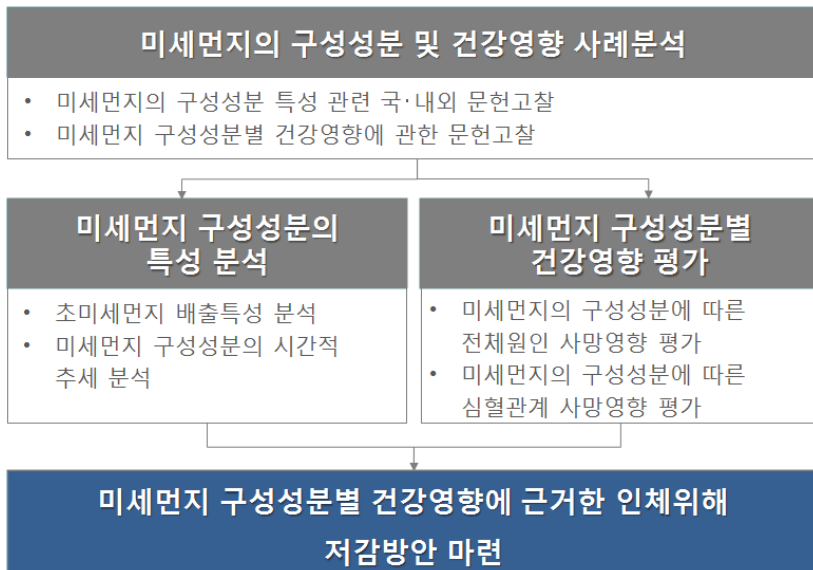 미세먼지의 구성성분 및 건강영향 사례분석
• 미세먼지의 구성성분 특성 관련 국·내외 문헌고찰
• 미세먼지 구성성분별 건강영향에 관한 문헌고찰
미세먼지 구성성분의
특성 분석
• 초미세먼지 배출특성 분석
• 미세먼지 구성성분의 시간적
추세 분석
미세먼지 구성성분별
건강영향 평가
• 미세먼지의 구성성분에 따른
전체원인 사망영향 평가
• 미세먼지의 구성성분에 따른
심혈관계 사망영향 평가
미세먼지 구성성분별 건강영향에 근거한 인체위해
저감방안 마련